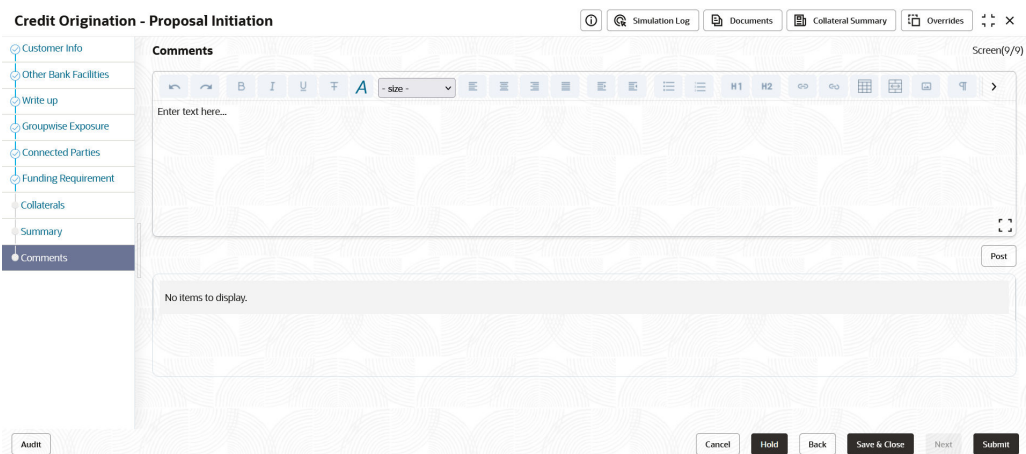 Credit Origination - Proposal Initiation
Simulation Log
Documents
Collateral Summary
Overrides
Customer Info
Other Bank Facilities
Write up
Groupwise Exposure
Connected Parties
Funding Requirement
Collaterals
Summary
Comments
Comments
Screen(9/9)
B I U T A - size - H1 H2 ¶
Enter text here...
Post
No items to display.
Audit
Cancel
Hold
Back
Save & Close
Next
Submit